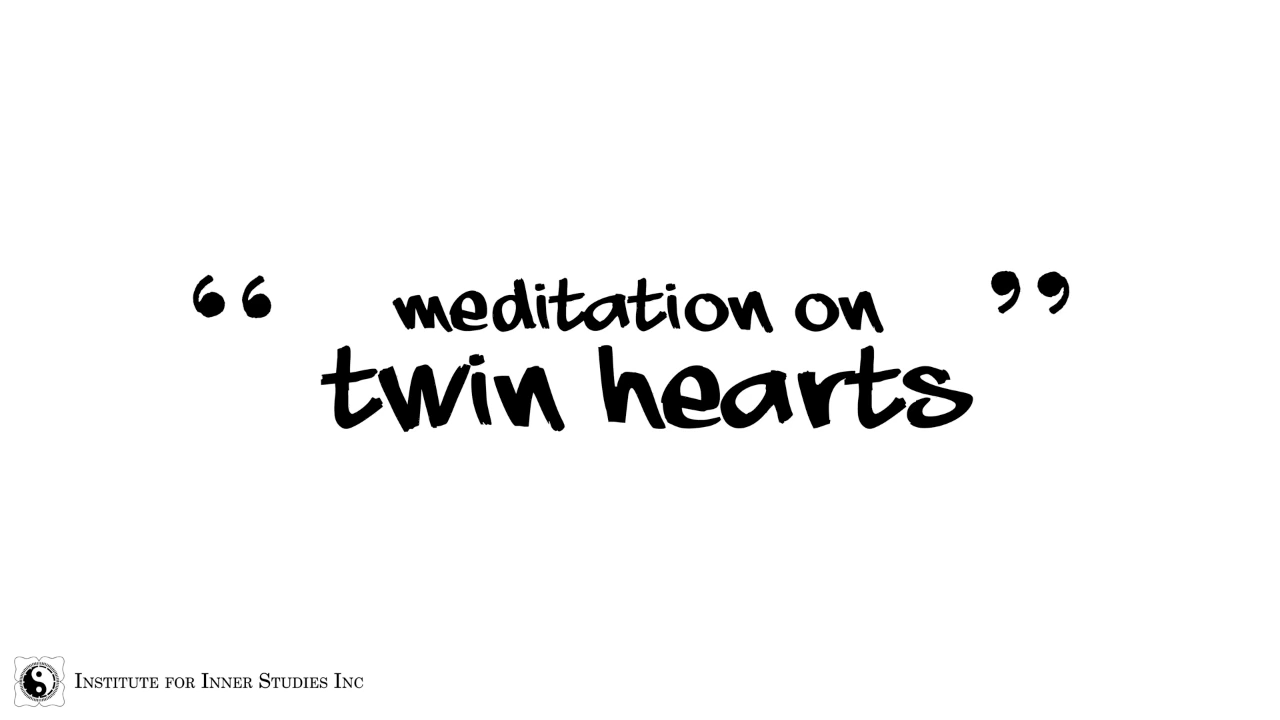 “ meditation on ”
twin hearts
Institute for Inner Studies Inc